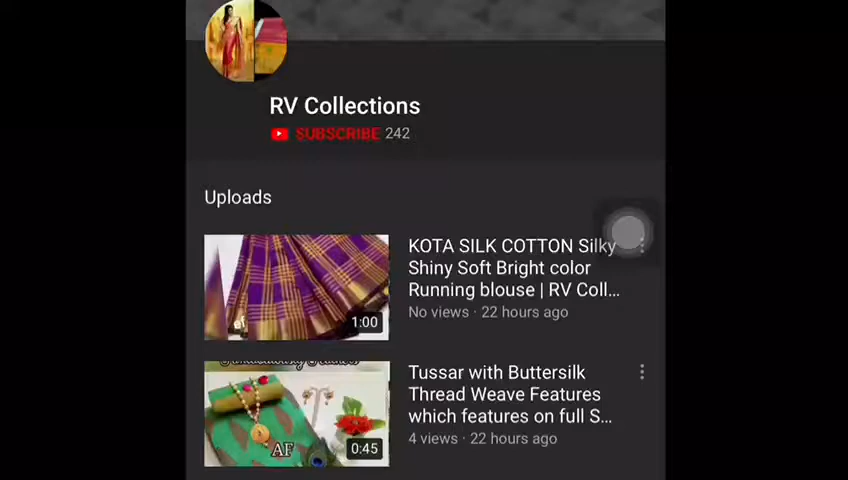 RV Collections
SUBSCRIBE 242
Uploads
KOTA SILK COTTON Silky
Shiny Soft Bright color
Running blouse | RV Coll...
No views · 22 hours ago
1:00
Tussar with Buttersilk
Thread Weave Features
which features on full S...
4 views · 22 hours ago
AF
0:45